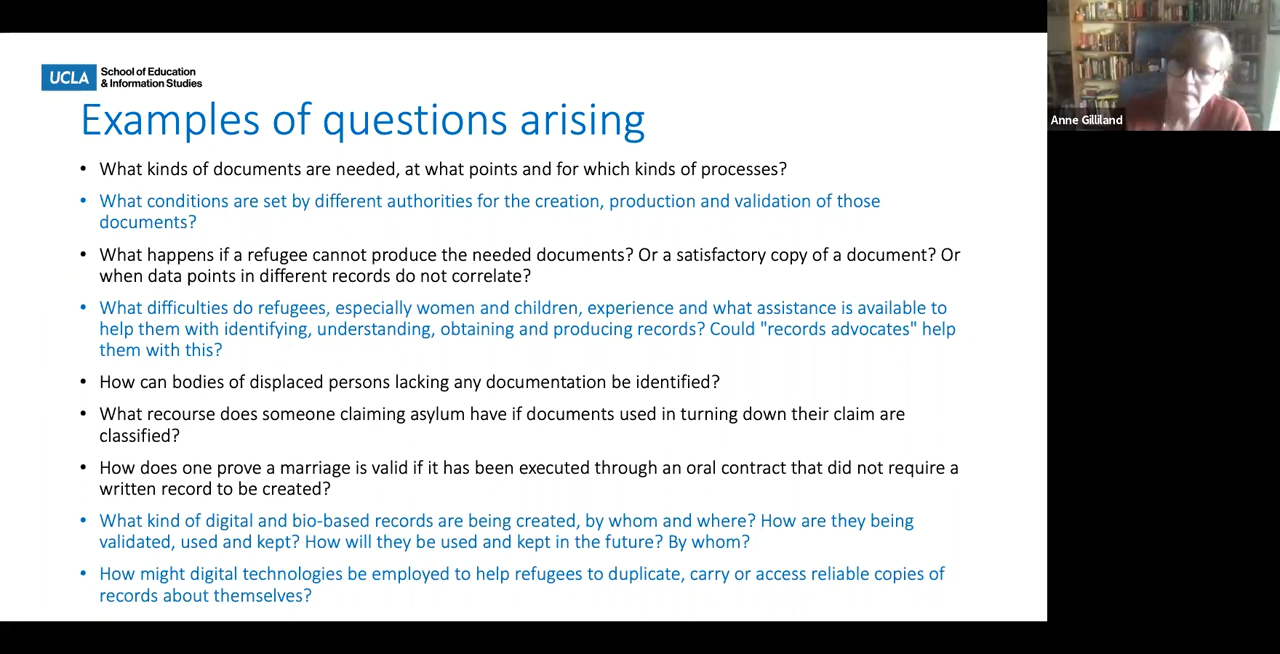 UCLA School of Education
& Information Studies
Examples of questions arising
• What kinds of documents are needed, at what points and for which kinds of processes?
• What conditions are set by different authorities for the creation, production and validation of those
documents?
• What happens if a refugee cannot produce the needed documents? Or a satisfactory copy of a document? Or
when data points in different records do not correlate?
• What difficulties do refugees, especially women and children, experience and what assistance is available to
help them with identifying, understanding, obtaining and producing records? Could "records advocates" help
them with this?
• How can bodies of displaced persons lacking any documentation be identified?
• What recourse does someone claiming asylum have if documents used in turning down their claim are
classified?
• How does one prove a marriage is valid if it has been executed through an oral contract that did not require a
written record to be created?
• What kind of digital and bio-based records are being created, by whom and where? How are they being
validated, used and kept? How will they be used and kept in the future? By whom?
• How might digital technologies be employed to help refugees to duplicate, carry or access reliable copies of
records about themselves?
Anne Gilliland